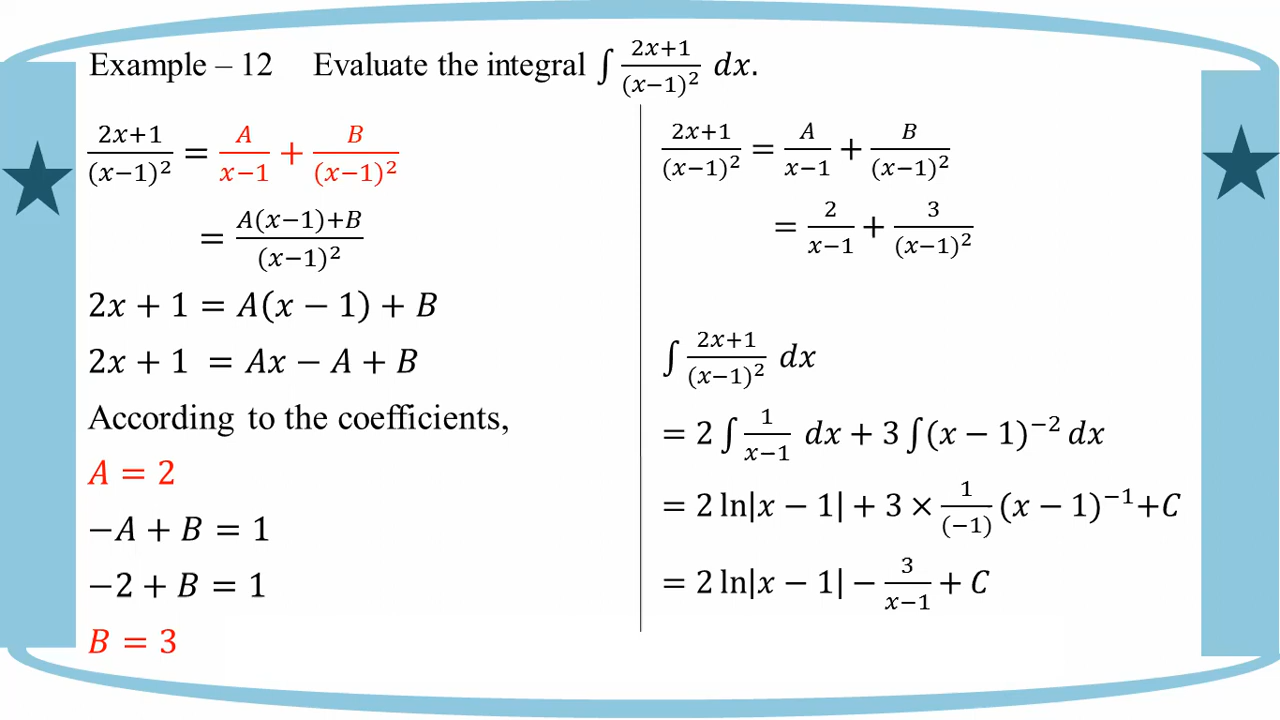 Example – 12 Evaluate the integral ∫ (2x+1)/((x−1)²) dx.
(2x+1)/((x−1)²) = A/(x−1) + B/((x−1)²)
= (A(x−1)+B)/((x−1)²)
2x + 1 = A(x − 1) + B
2x + 1 = Ax − A + B
According to the coefficients,
A = 2
−A + B = 1
−2 + B = 1
B = 3
(2x+1)/((x−1)²) = A/(x−1) + B/((x−1)²)
= 2/(x−1) + 3/((x−1)²)
∫ (2x+1)/((x−1)²) dx
= 2 ∫ 1/(x−1) dx + 3 ∫(x − 1)⁻² dx
= 2 ln|x − 1| + 3 × 1/(−1) (x − 1)⁻¹+C
= 2 ln|x − 1| − 3/(x−1) + C